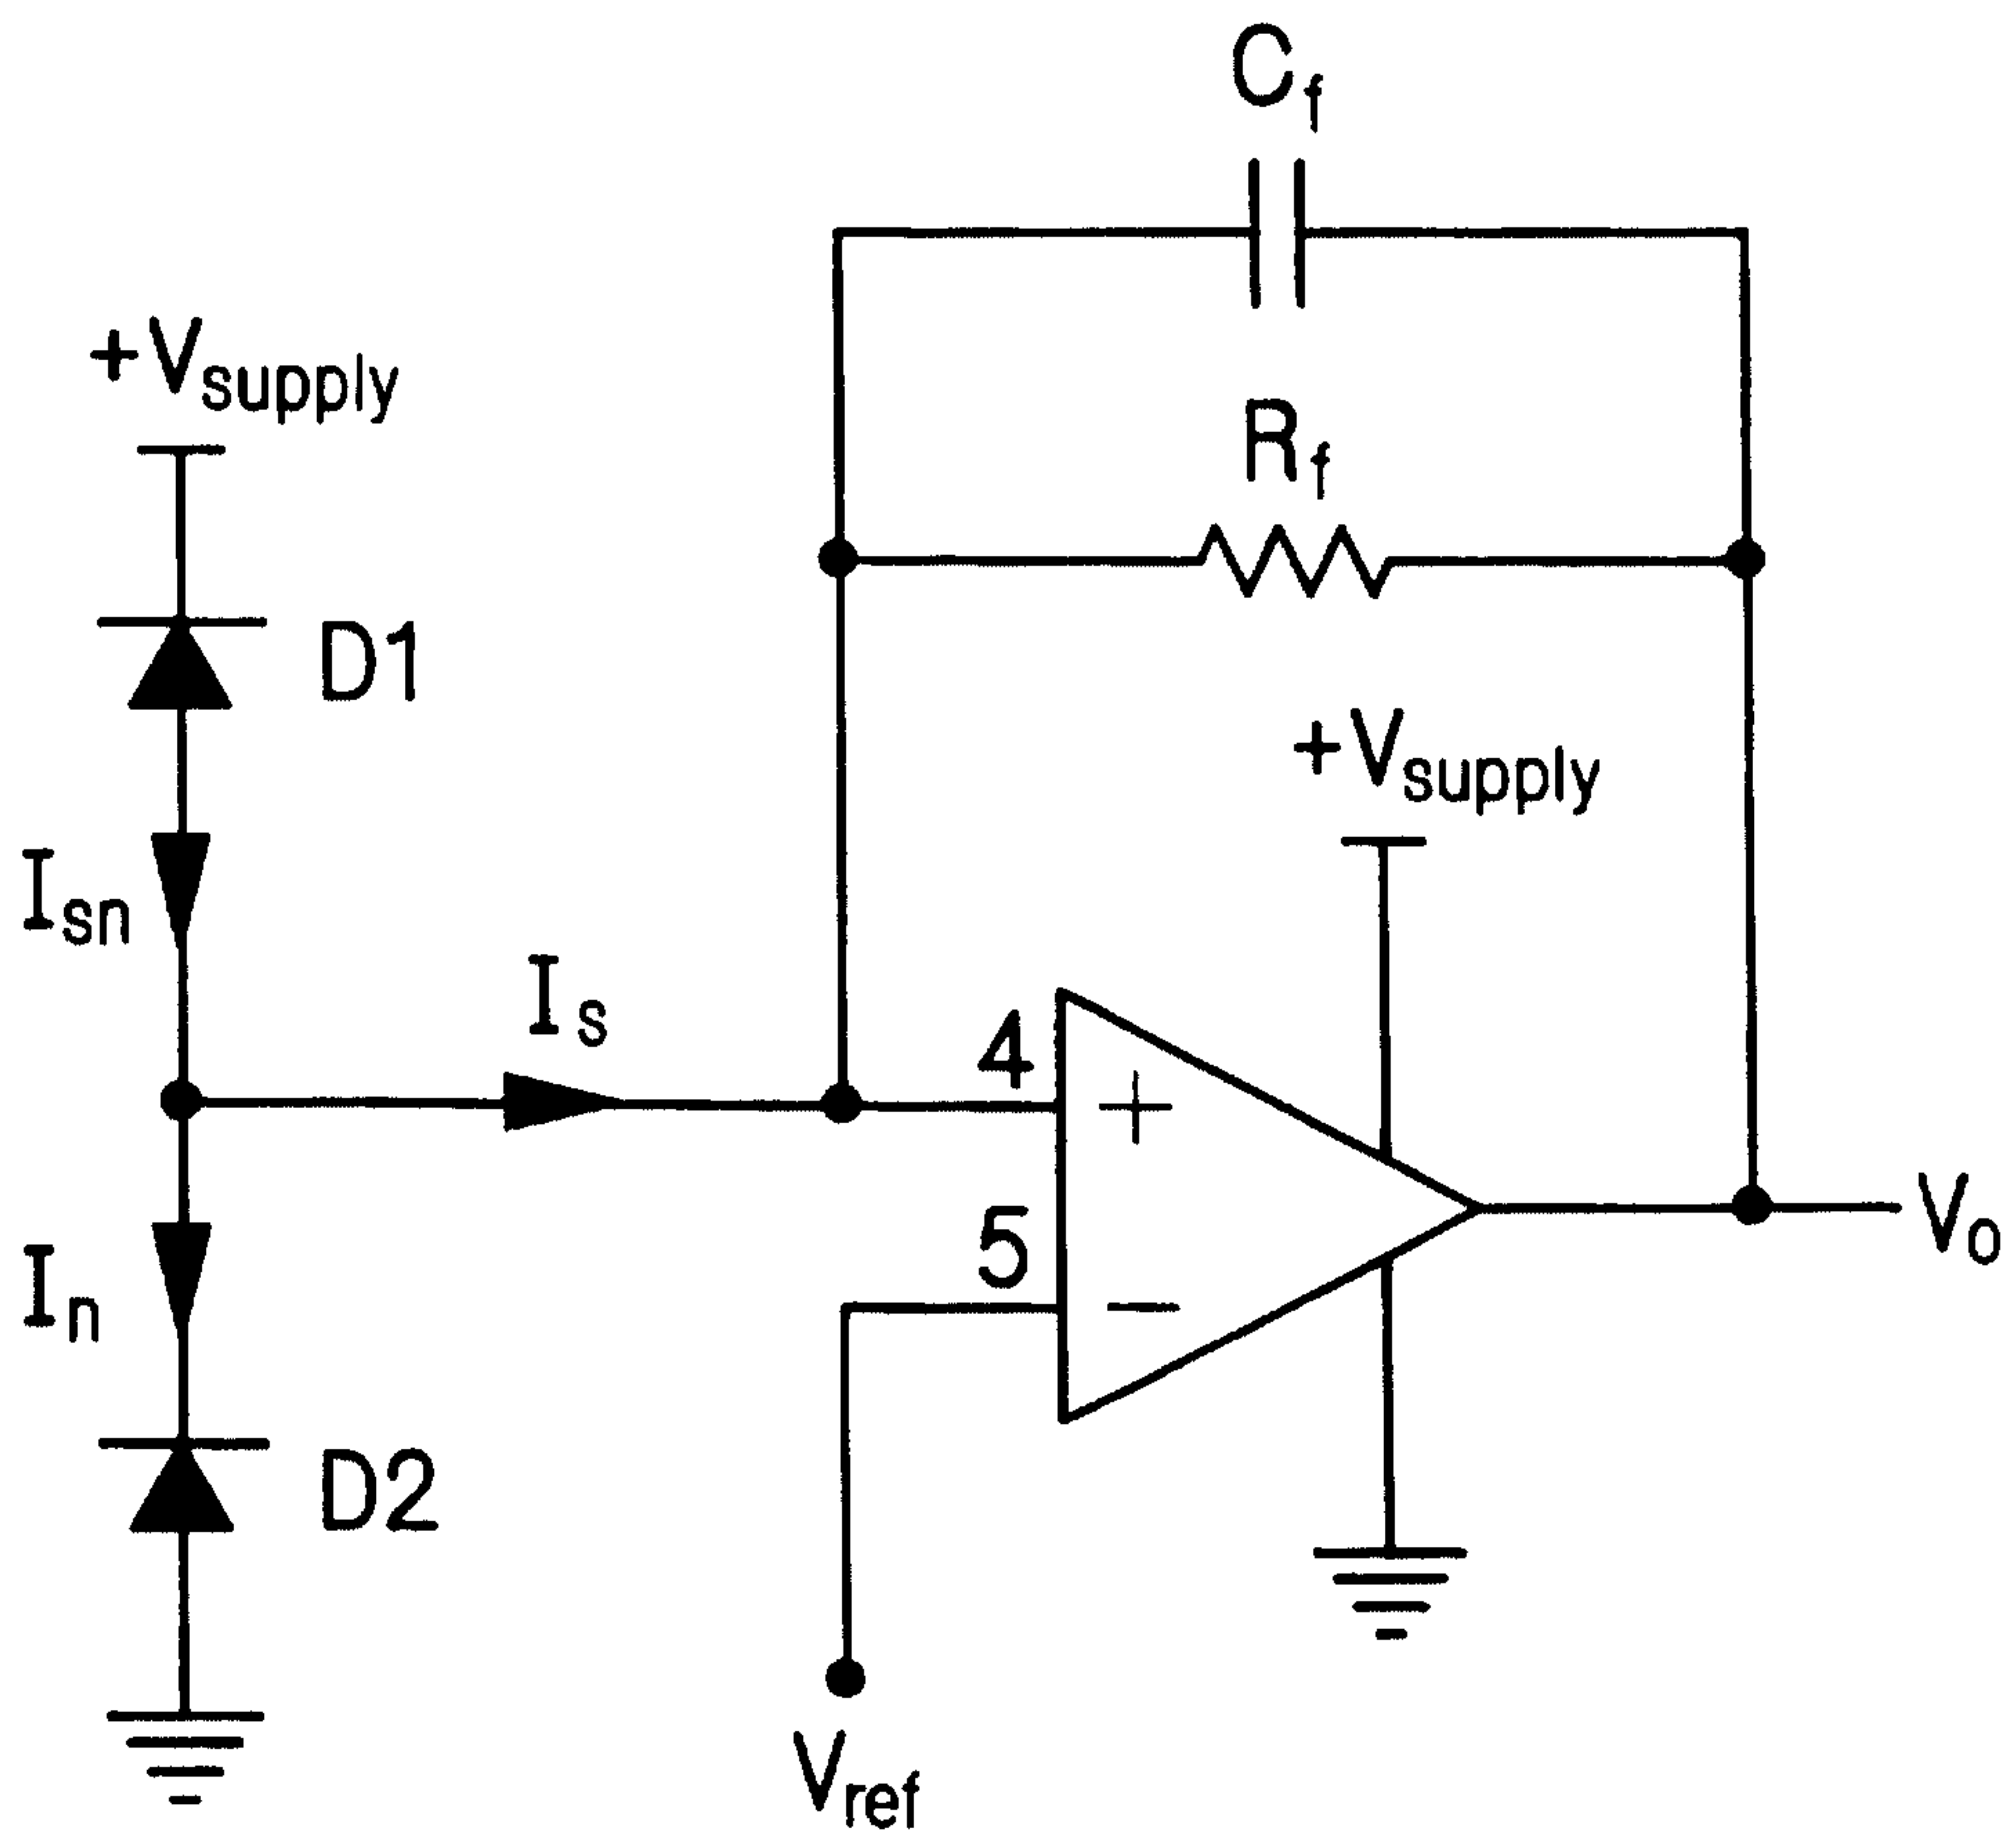 C_f
+V_supply
R_f
D1
+V_supply
I_sn
I_s
4
+
5
V_o
I_n
−
D2
V_ref